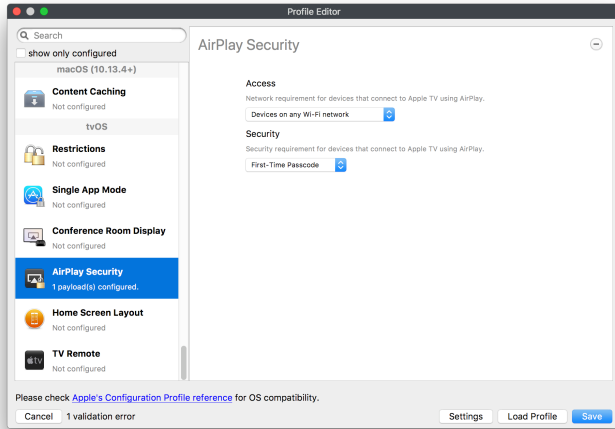 Profile Editor
Search
show only configured
macOS (10.13.4+)
Content Caching
Not configured
tvOS
Restrictions
Not configured
Single App Mode
Not configured
Conference Room Display
Not configured
AirPlay Security
1 payload(s) configured.
Home Screen Layout
Not configured
tv
TV Remote
Not configured
AirPlay Security
Access
Network requirement for devices that connect to Apple TV using AirPlay.
Devices on any Wi-Fi network
Security
Security requirement for devices that connect to Apple TV using AirPlay.
First-Time Passcode
Please check Apple's Configuration Profile reference for OS compatibility.
Cancel 1 validation error Settings Load Profile Save